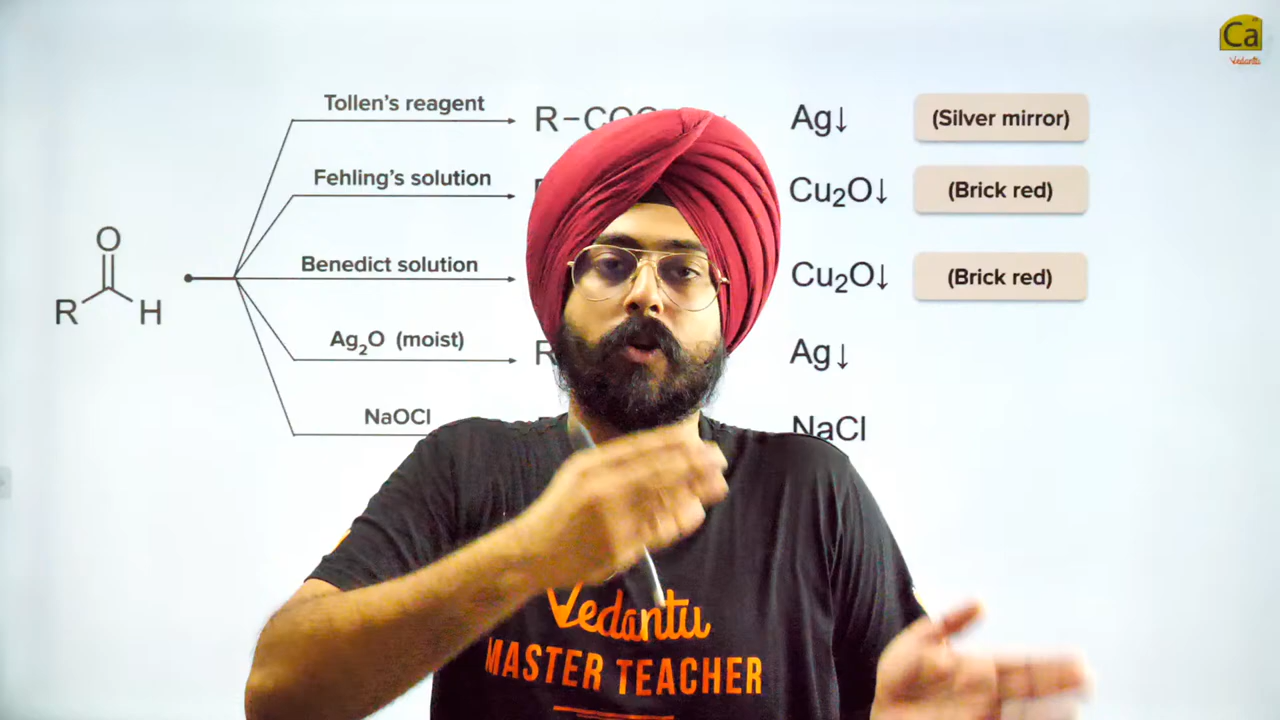 Ca
Vedantu
Tollen's reagent
R–COO
Ag↓
(Silver mirror)
Fehling's solution
Cu₂O↓
(Brick red)
O
R
H
Benedict solution
Cu₂O↓
(Brick red)
Ag₂O (moist)
R
Ag↓
NaOCl
NaCl
Vedantu
MASTER TEACHER